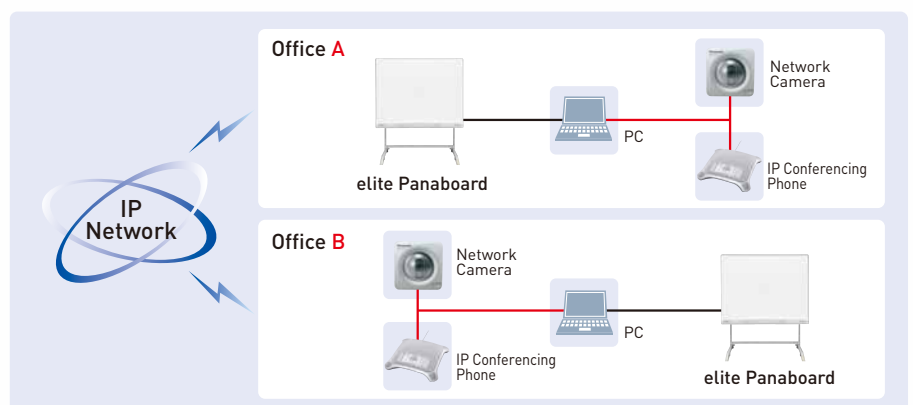 Office A
Network
Camera
PC
IP Conferencing
Phone
elite Panaboard
IP
Network
Office B
Network
Camera
PC
IP Conferencing
Phone
elite Panaboard